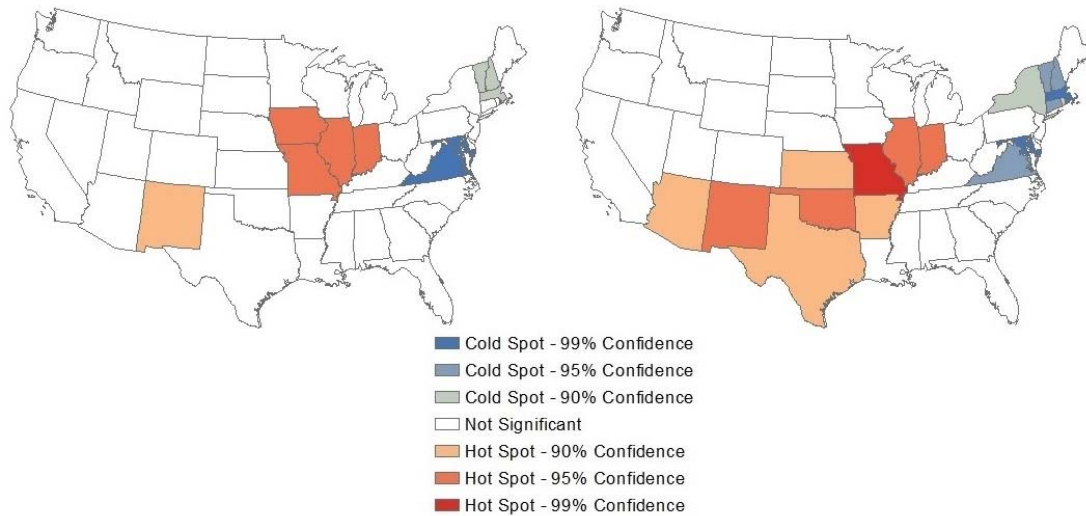 Cold Spot - 99% Confidence
Cold Spot - 95% Confidence
Cold Spot - 90% Confidence
Not Significant
Hot Spot - 90% Confidence
Hot Spot - 95% Confidence
Hot Spot - 99% Confidence